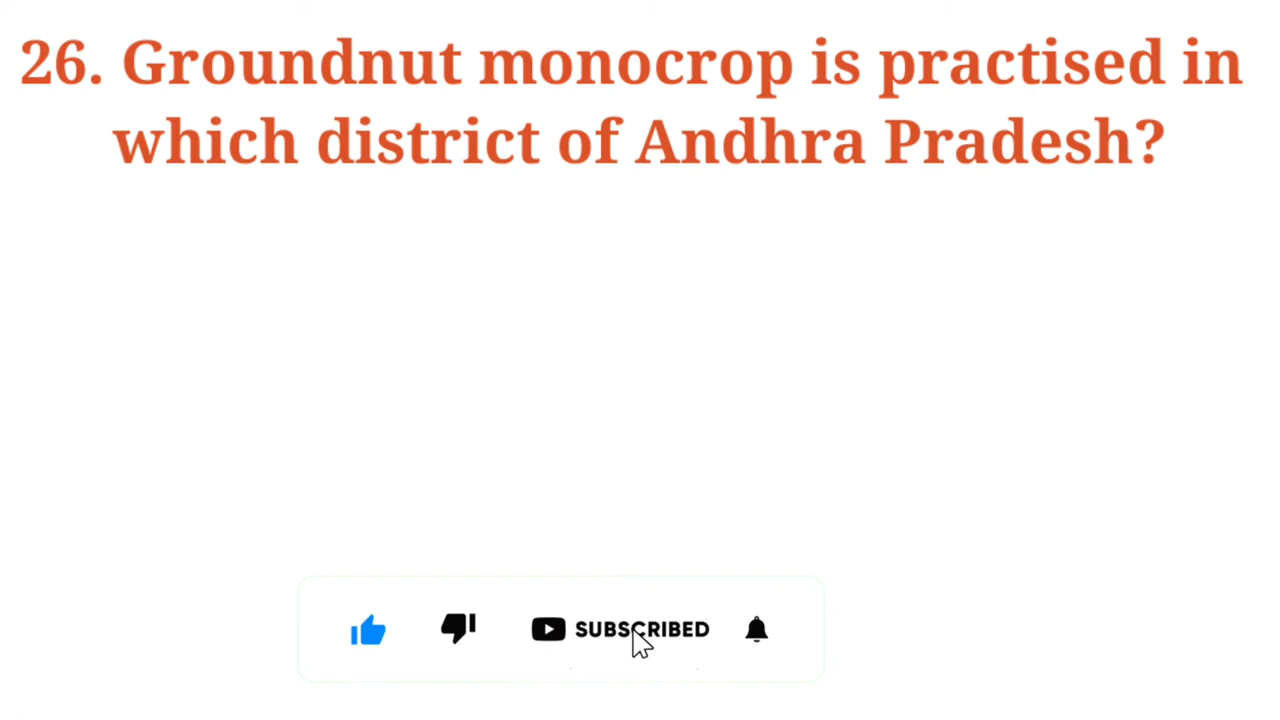 26. Groundnut monocrop is practised in
which district of Andhra Pradesh?
SUBSCRIBED